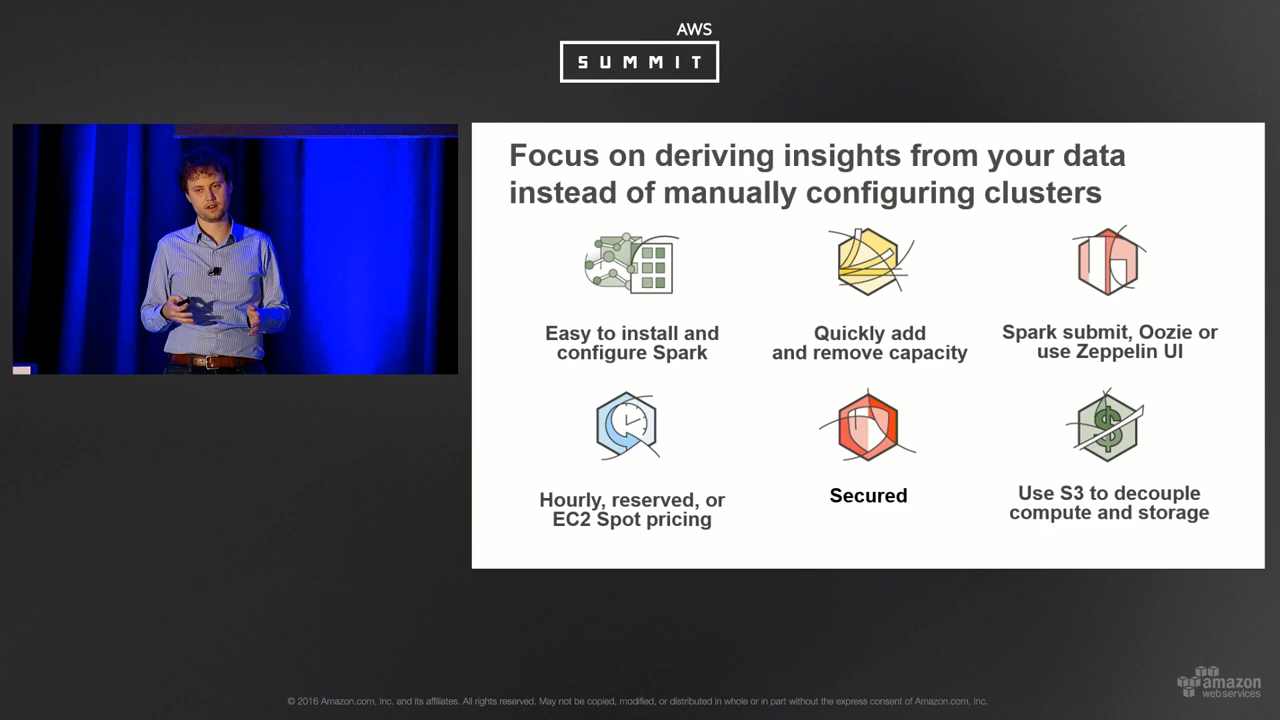 AWS
SUMMIT
Focus on deriving insights from your data
instead of manually configuring clusters
Easy to install and
configure Spark
Quickly add
and remove capacity
Spark submit, Oozie or
use Zeppelin UI
Hourly, reserved, or
EC2 Spot pricing
Secured
Use S3 to decouple
compute and storage
amazon
webservices
© 2016 Amazon.com, Inc. and its affiliates. All rights reserved. May not be copied, modified, or distributed in whole or in part without the express consent of Amazon.com, Inc.